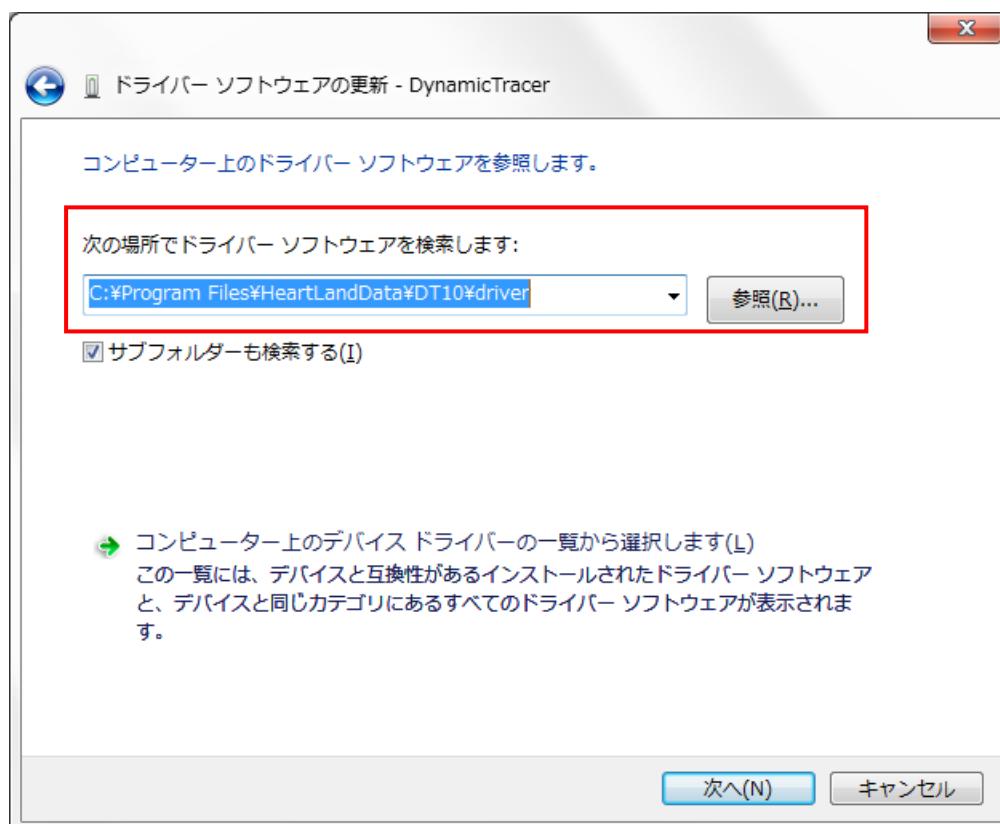 ドライバー ソフトウェアの更新 - DynamicTracer
コンピューター上のドライバー ソフトウェアを参照します。
次の場所でドライバー ソフトウェアを検索します:
C:¥Program Files¥HeartLandData¥DT10¥driver
参照(R)...
サブフォルダーも検索する(I)
コンピューター上のデバイス ドライバーの一覧から選択します(L)
この一覧には、デバイスと互換性があるインストールされたドライバー ソフトウェア
と、デバイスと同じカテゴリにあるすべてのドライバー ソフトウェアが表示されま
す。
次へ(N)
キャンセル